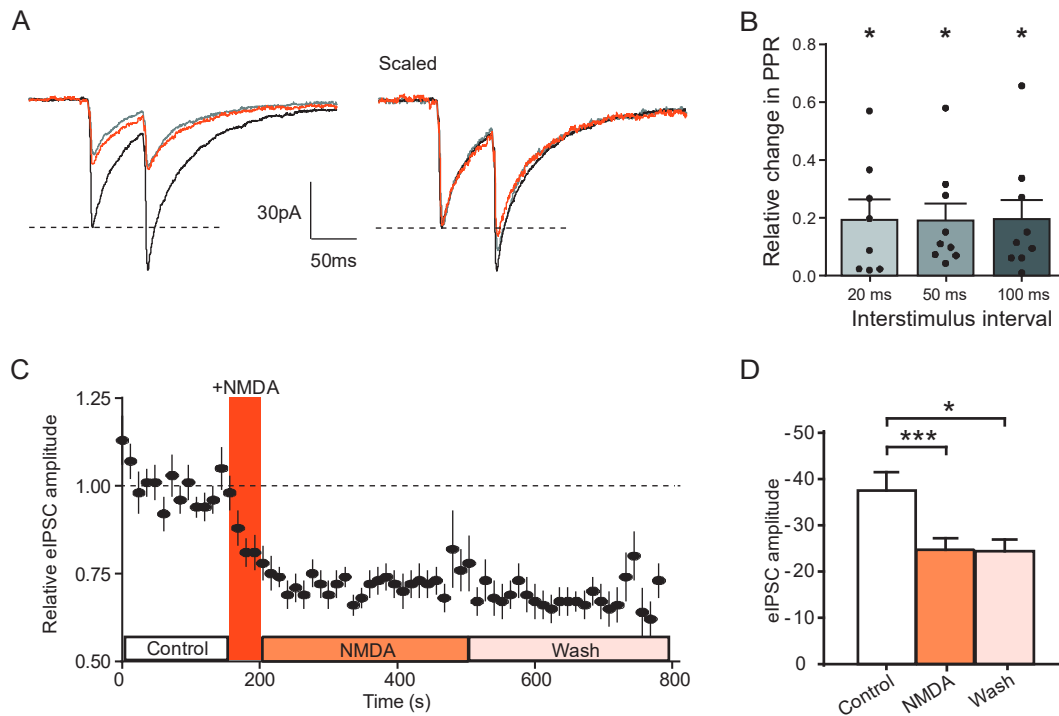 A
Scaled
30pA
50ms
B
Relative change in PPR
0.8
0.6
0.4
0.2
0.0
* * *
20 ms 50 ms 100 ms
Interstimulus interval
C
+NMDA
Relative eIPSC amplitude
1.25
1.00
0.75
0.50
Control NMDA Wash
0 200 400 600 800
Time (s)
D
eIPSC amplitude
-50
-40
-30
-20
-10
0
*
***
Control NMDA Wash